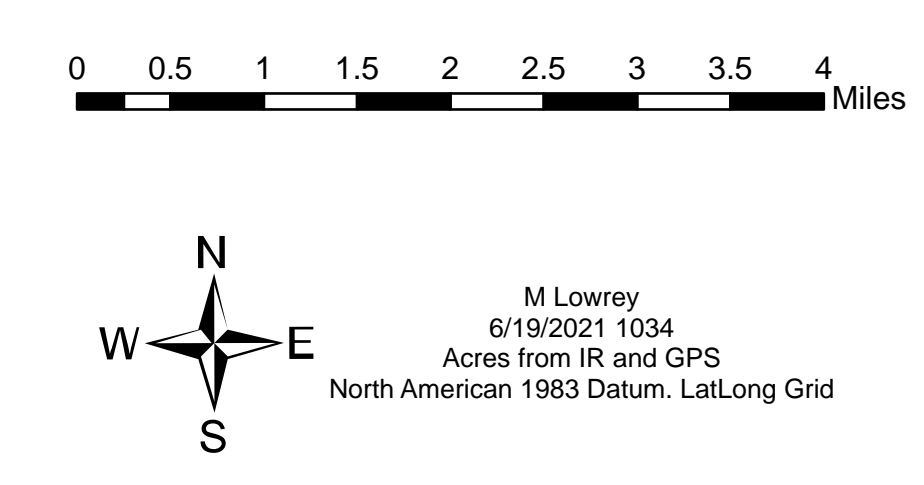 0 0.5 1 1.5 2 2.5 3 3.5 4
Miles
N
W E
S
M Lowrey
6/19/2021 1034
Acres from IR and GPS
North American 1983 Datum. LatLong Grid